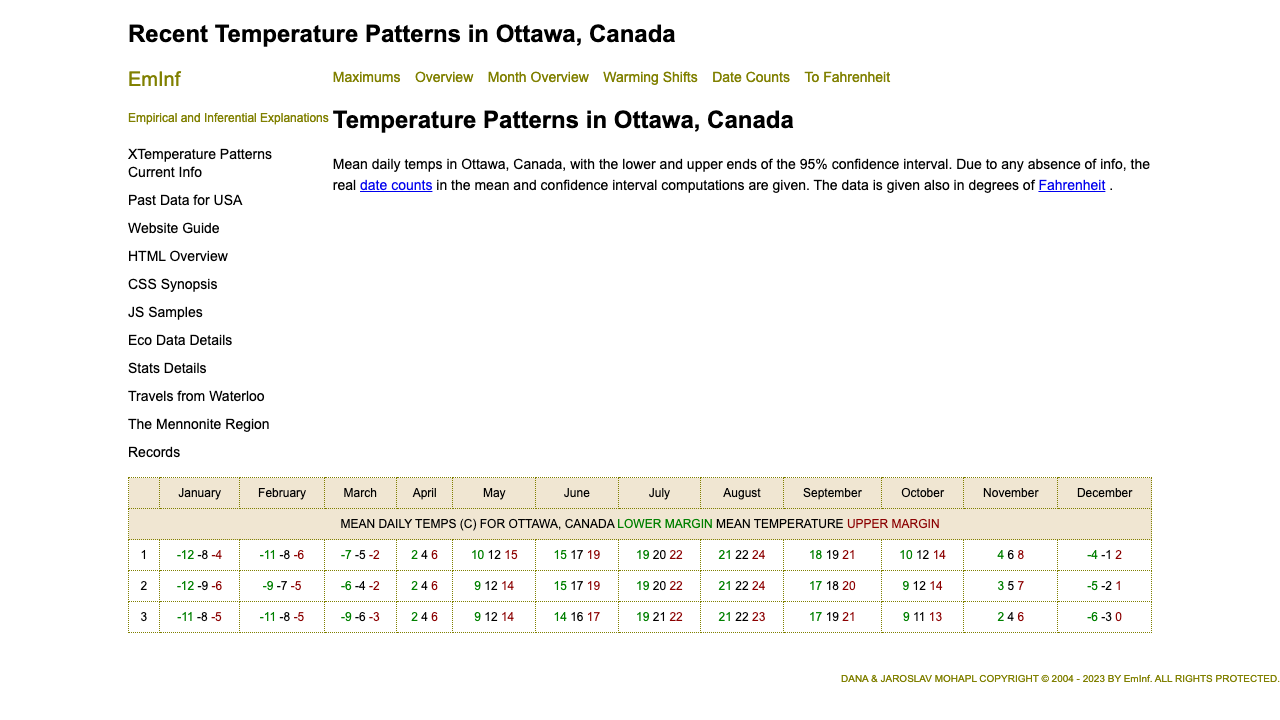 Recent Temperature Patterns in Ottawa, Canada
EmInf
Empirical and Inferential Explanations
XTemperature Patterns
Current Info
Past Data for USA
Website Guide
HTML Overview
CSS Synopsis
JS Samples
Eco Data Details
Stats Details
Travels from Waterloo
The Mennonite Region
Records
Maximums Overview Month Overview Warming Shifts Date Counts To Fahrenheit
Temperature Patterns in Ottawa, Canada
Mean daily temps in Ottawa, Canada, with the lower and upper ends of the 95% confidence interval. Due to any absence of info, the
real date counts in the mean and confidence interval computations are given. The data is given also in degrees of Fahrenheit .
January February March April May June July August September October November December
MEAN DAILY TEMPS (C) FOR OTTAWA, CANADA LOWER MARGIN MEAN TEMPERATURE UPPER MARGIN
1 -12 -8 -4 -11 -8 -6 -7 -5 -2 2 4 6 10 12 15 15 17 19 19 20 22 21 22 24 18 19 21 10 12 14 4 6 8 -4 -1 2
2 -12 -9 -6 -9 -7 -5 -6 -4 -2 2 4 6 9 12 14 15 17 19 19 20 22 21 22 24 17 18 20 9 12 14 3 5 7 -5 -2 1
3 -11 -8 -5 -11 -8 -5 -9 -6 -3 2 4 6 9 12 14 14 16 17 19 21 22 21 22 23 17 19 21 9 11 13 2 4 6 -6 -3 0
DANA & JAROSLAV MOHAPL COPYRIGHT © 2004 - 2023 BY EmInf. ALL RIGHTS PROTECTED.